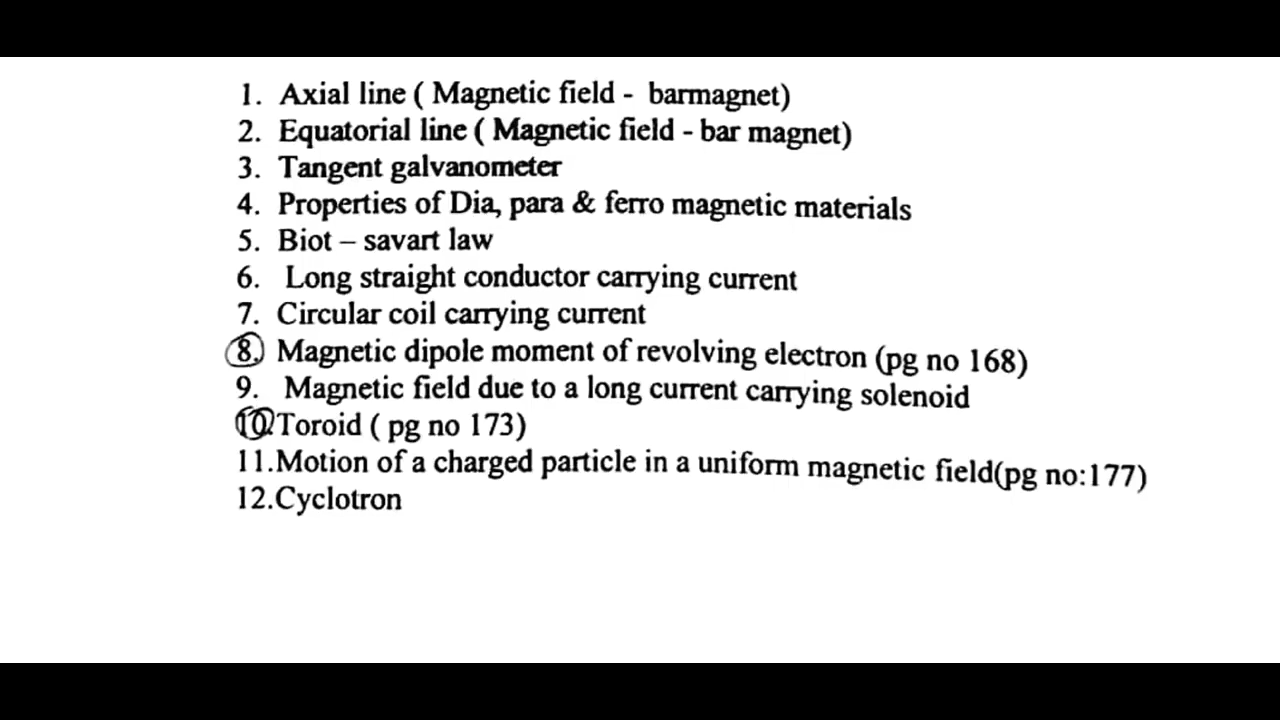 1. Axial line ( Magnetic field - barmagnet)
2. Equatorial line ( Magnetic field - bar magnet)
3. Tangent galvanometer
4. Properties of Dia, para & ferro magnetic materials
5. Biot – savart law
6. Long straight conductor carrying current
7. Circular coil carrying current
8. Magnetic dipole moment of revolving electron (pg no 168)
9. Magnetic field due to a long current carrying solenoid
10.Toroid ( pg no 173)
11.Motion of a charged particle in a uniform magnetic field(pg no:177)
12.Cyclotron